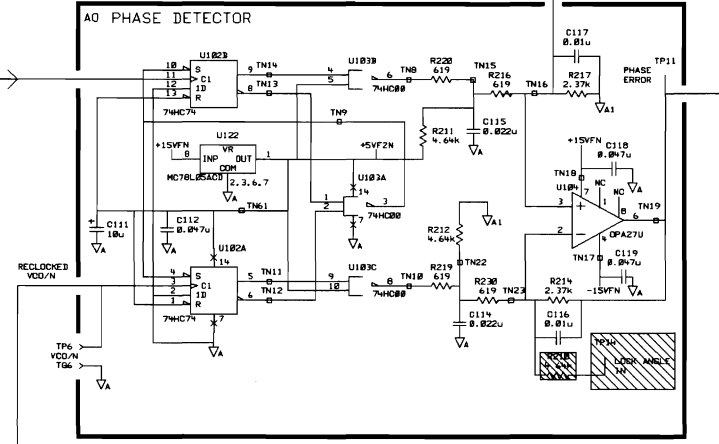 A0 PHASE DETECTOR
U102B
10 S
11 C1
12 1D
13 R
9 TN14
8 TN13
74HC74
U103B
4
5
6 TN8
74HC00
R220
619
TN15
R216
619
TN16
C117
0.01u
R217
2.37k
A1
TP11
PHASE
ERROR
TN9
U122
+15VFN
8 INP VR OUT 1
COM
MC78L05ACD
2,3,6,7
A
+5VF2N
R211
4.64k
C115
0.022u
A
U103A
14
1
2
3
74HC00
7
A
+15VFN
C118
0.047u
A
TN18
7
NC
NC
1
8
U104
3 +
2 -
6 TN19
OPA27U
4
TN17
C119
0.047u
-15VFN
A
TN61
+
C111
10u
A
C112
0.047u
A
U102A
14
4 S
3 C1
2 1D
1 R
5 TN11
6 TN12
74HC74
7
A
U103C
9
10
8 TN10
74HC00
R212
4.64k
A1
TN22
R219
619
R230
619
TN23
C114
0.022u
A
R214
2.37k
C116
0.01u
TP14
LOCK ANGLE
IN
4.64k
RECLOCKED
VCO/N
TP6
VCO/N
TG6
A